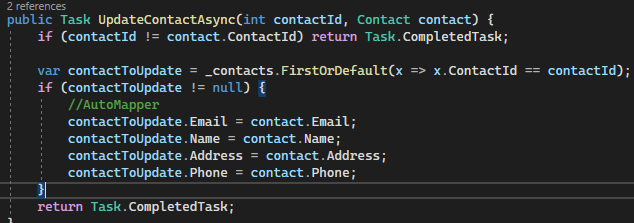 2 references
public Task UpdateContactAsync(int contactId, Contact contact) {
if (contactId != contact.ContactId) return Task.CompletedTask;
var contactToUpdate = _contacts.FirstOrDefault(x => x.ContactId == contactId);
if (contactToUpdate != null) {
//AutoMapper
contactToUpdate.Email = contact.Email;
contactToUpdate.Name = contact.Name;
contactToUpdate.Address = contact.Address;
contactToUpdate.Phone = contact.Phone;
}
return Task.CompletedTask;
}